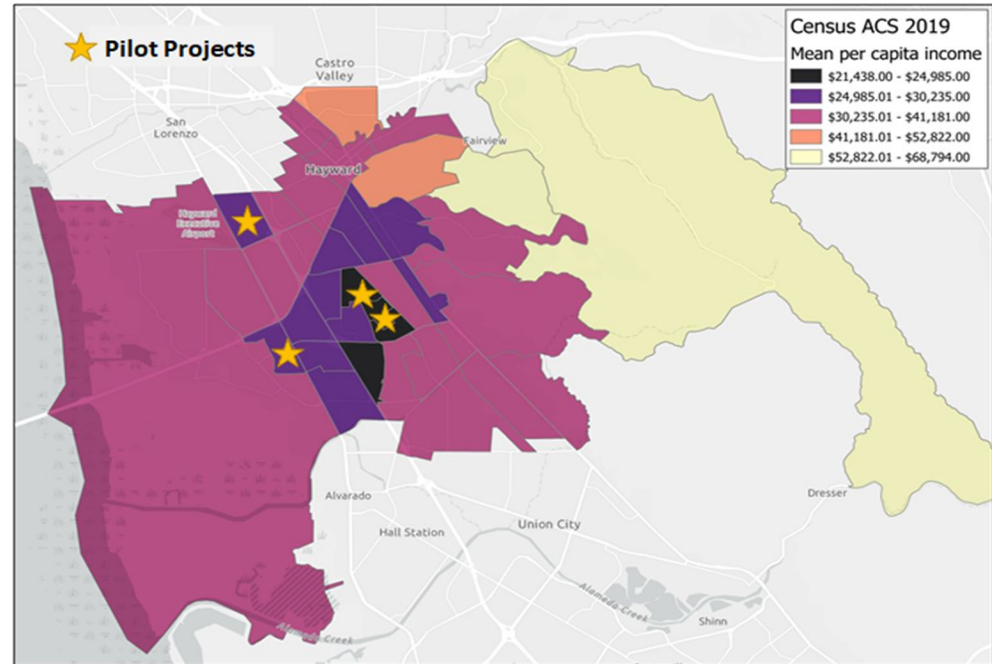 Pilot Projects
Census ACS 2019
Mean per capita income
$21,438.00 - $24,985.00
$24,985.01 - $30,235.00
$30,235.01 - $41,181.00
$41,181.01 - $52,822.00
$52,822.01 - $68,794.00
Castro
Valley
San
Lorenzo
Fairview
Hayward
Hayward
Executive
Airport
Alvarado
Dresser
Hall Station
Union City
Alameda Creek
Shinn
Alameda Creek